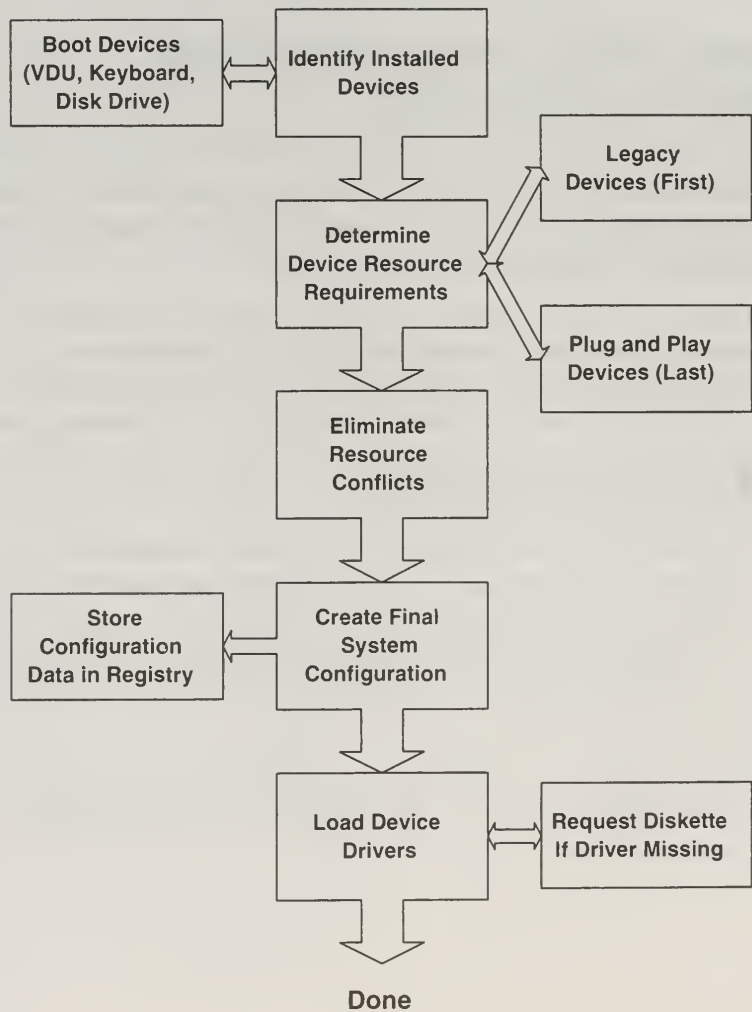 Boot Devices
(VDU, Keyboard,
Disk Drive)
Identify Installed
Devices
Legacy
Devices (First)
Determine
Device Resource
Requirements
Plug and Play
Devices (Last)
Eliminate
Resource
Conflicts
Store
Configuration
Data in Registry
Create Final
System
Configuration
Load Device
Drivers
Request Diskette
If Driver Missing
Done